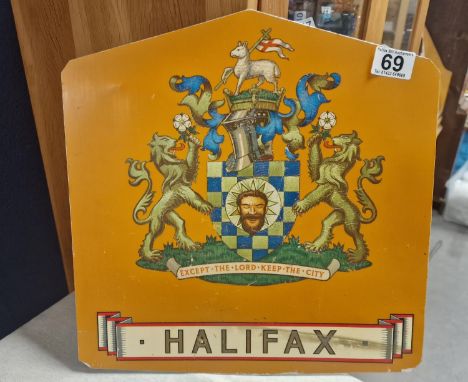 69
EXCEPT · THE · LORD · KEEP · THE · CITY
· HALIFAX ·